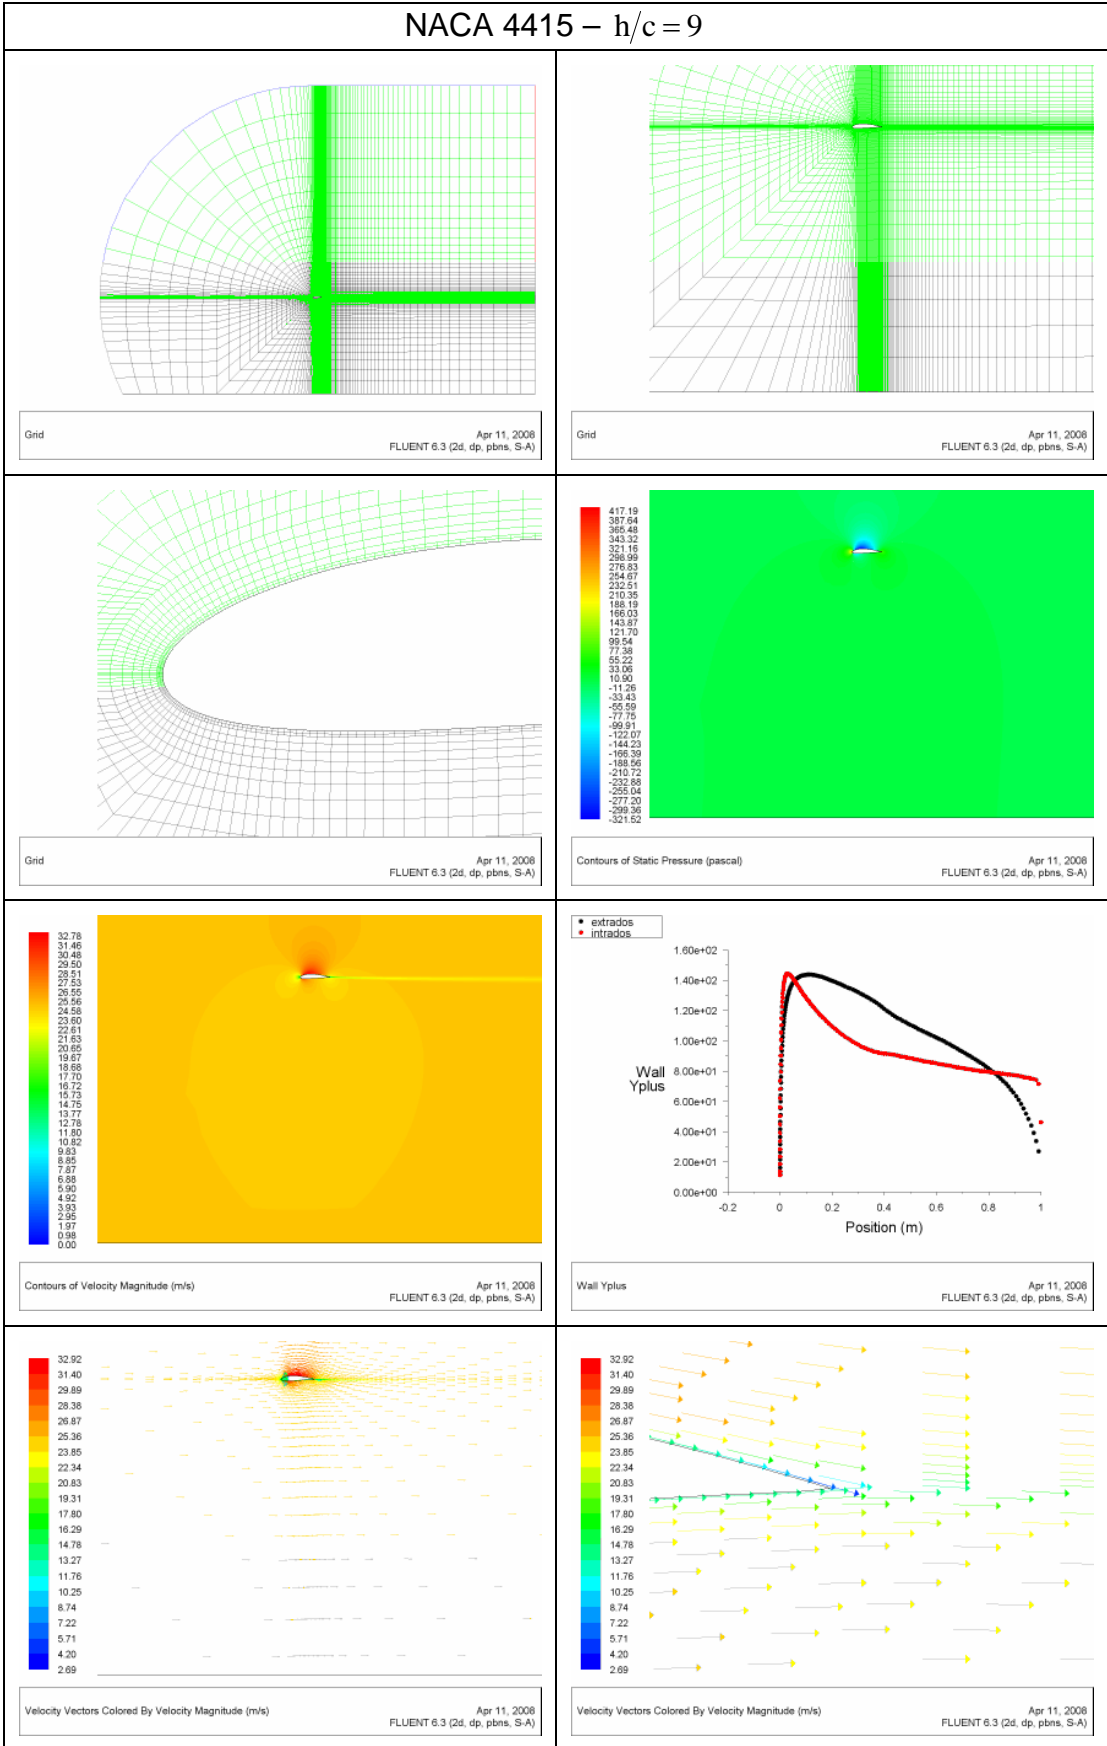 NACA 4415 – h/c = 9
Grid
Apr 11, 2008
FLUENT 6.3 (2d, dp, pbns, S-A)
Grid
Apr 11, 2008
FLUENT 6.3 (2d, dp, pbns, S-A)
Grid
Apr 11, 2008
FLUENT 6.3 (2d, dp, pbns, S-A)
417.19
387.64
365.48
343.32
321.16
298.99
276.83
254.67
232.51
210.35
188.19
166.03
143.87
121.70
99.54
77.38
55.22
33.06
10.90
-11.26
-33.43
-55.59
-77.75
-99.91
-122.07
-144.23
-166.39
-188.56
-210.72
-232.88
-255.04
-277.20
-299.36
-321.52
Contours of Static Pressure (pascal)
Apr 11, 2008
FLUENT 6.3 (2d, dp, pbns, S-A)
32.78
31.46
30.48
29.50
28.51
27.53
26.55
25.56
24.58
23.60
22.61
21.63
20.65
19.67
18.68
17.70
16.72
15.73
14.75
13.77
12.78
11.80
10.82
9.83
8.85
7.87
6.88
5.90
4.92
3.93
2.95
1.97
0.98
0.00
Contours of Velocity Magnitude (m/s)
Apr 11, 2008
FLUENT 6.3 (2d, dp, pbns, S-A)
extrados
intrados
1.60e+02
1.40e+02
1.20e+02
1.00e+02
8.00e+01
6.00e+01
4.00e+01
2.00e+01
0.00e+00
Wall
Yplus
-0.2 0 0.2 0.4 0.6 0.8 1
Position (m)
Wall Yplus
Apr 11, 2008
FLUENT 6.3 (2d, dp, pbns, S-A)
32.92
31.40
29.89
28.38
26.87
25.36
23.85
22.34
20.83
19.31
17.80
16.29
14.78
13.27
11.76
10.25
8.74
7.22
5.71
4.20
2.69
Velocity Vectors Colored By Velocity Magnitude (m/s)
Apr 11, 2008
FLUENT 6.3 (2d, dp, pbns, S-A)
32.92
31.40
29.89
28.38
26.87
25.36
23.85
22.34
20.83
19.31
17.80
16.29
14.78
13.27
11.76
10.25
8.74
7.22
5.71
4.20
2.69
Velocity Vectors Colored By Velocity Magnitude (m/s)
Apr 11, 2008
FLUENT 6.3 (2d, dp, pbns, S-A)